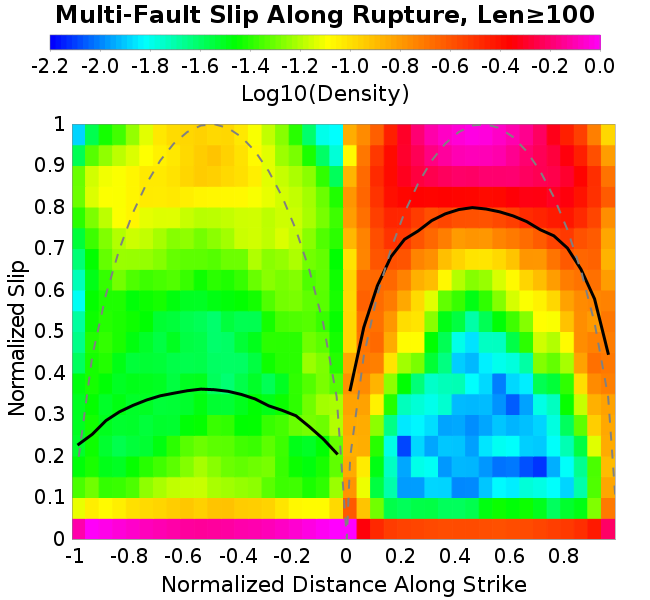 Multi-Fault Slip Along Rupture, Len≥100
-2.2 -2.0 -1.8 -1.6 -1.4 -1.2 -1.0 -0.8 -0.6 -0.4 -0.2 0.0
Log10(Density)
1
0.9
0.8
0.7
0.6
0.5
0.4
0.3
0.2
0.1
0
Normalized Slip
-1 -0.8 -0.6 -0.4 -0.2 0 0.2 0.4 0.6 0.8
Normalized Distance Along Strike